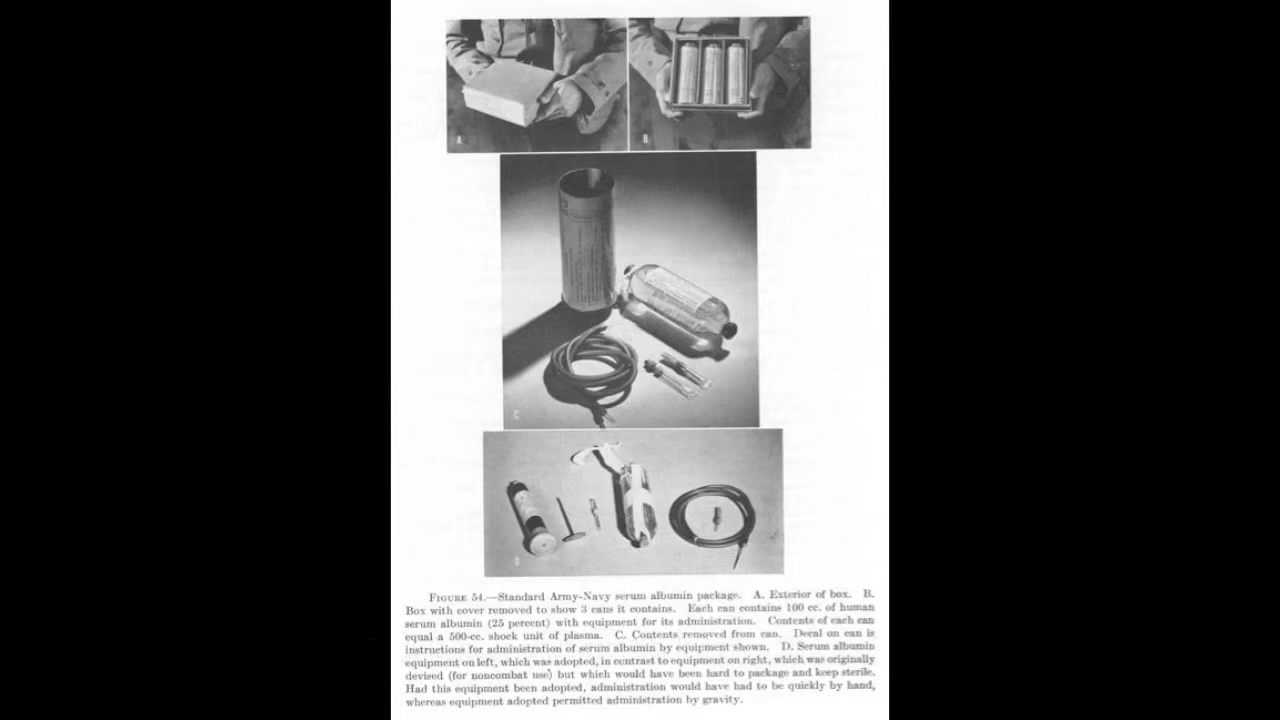 A
B
C
D
FIGURE 54.—Standard Army-Navy serum albumin package. A. Exterior of box. B.
Box with cover removed to show 3 cans it contains. Each can contains 100 cc. of human
serum albumin (25 percent) with equipment for its administration. Contents of each can
equal a 500-cc. shock unit of plasma. C. Contents removed from can. Decal on can is
instructions for administration of serum albumin by equipment shown. D. Serum albumin
equipment on left, which was adopted, in contrast to equipment on right, which was originally
devised (for noncombat use) but which would have been hard to package and keep sterile.
Had this equipment been adopted, administration would have had to be quickly by hand,
whereas equipment adopted permitted administration by gravity.